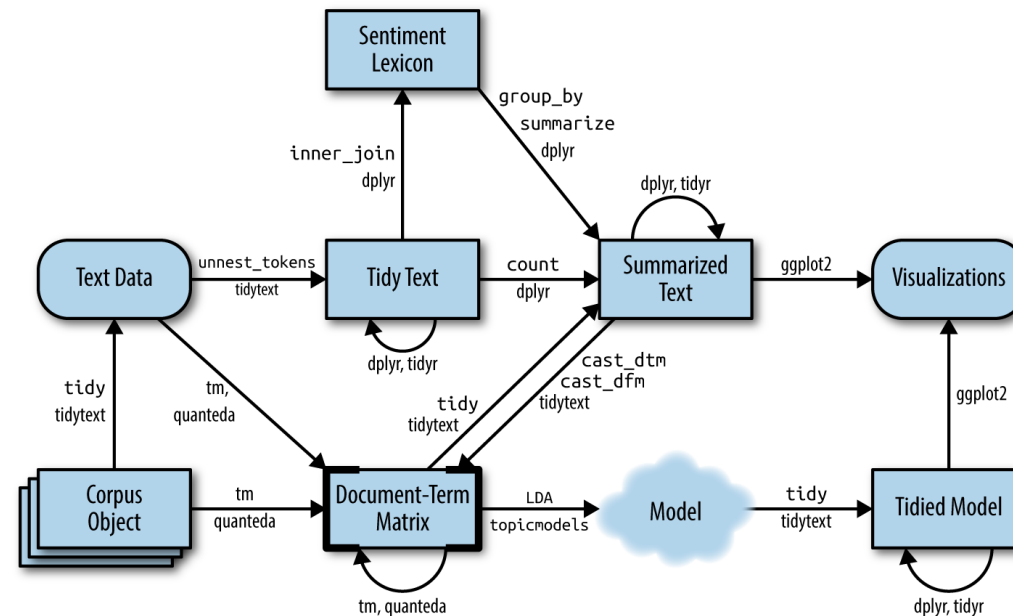 Sentiment
Lexicon
group_by
summarize
dplyr
inner_join
dplyr
dplyr, tidyr
Text Data
unnest_tokens
tidytext
Tidy Text
count
dplyr
Summarized
Text
ggplot2
Visualizations
dplyr, tidyr
cast_dtm
cast_dfm
tidytext
tidy
tidytext
tm,
quanteda
tidy
tidytext
ggplot2
Corpus
Object
tm
quanteda
Document-Term
Matrix
LDA
topicmodels
Model
tidy
tidytext
Tidied Model
tm, quanteda
dplyr, tidyr